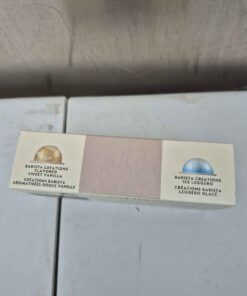 BARISTA CREATIONS
FLAVORED
SWEET VANILLA
CRÉATIONS BARISTA
AROMATISÉES DOUCE VANILLE
BARISTA CREATIONS
ICE LEGGERO
CRÉATIONS BARISTA
LEGGERO GLACÉ